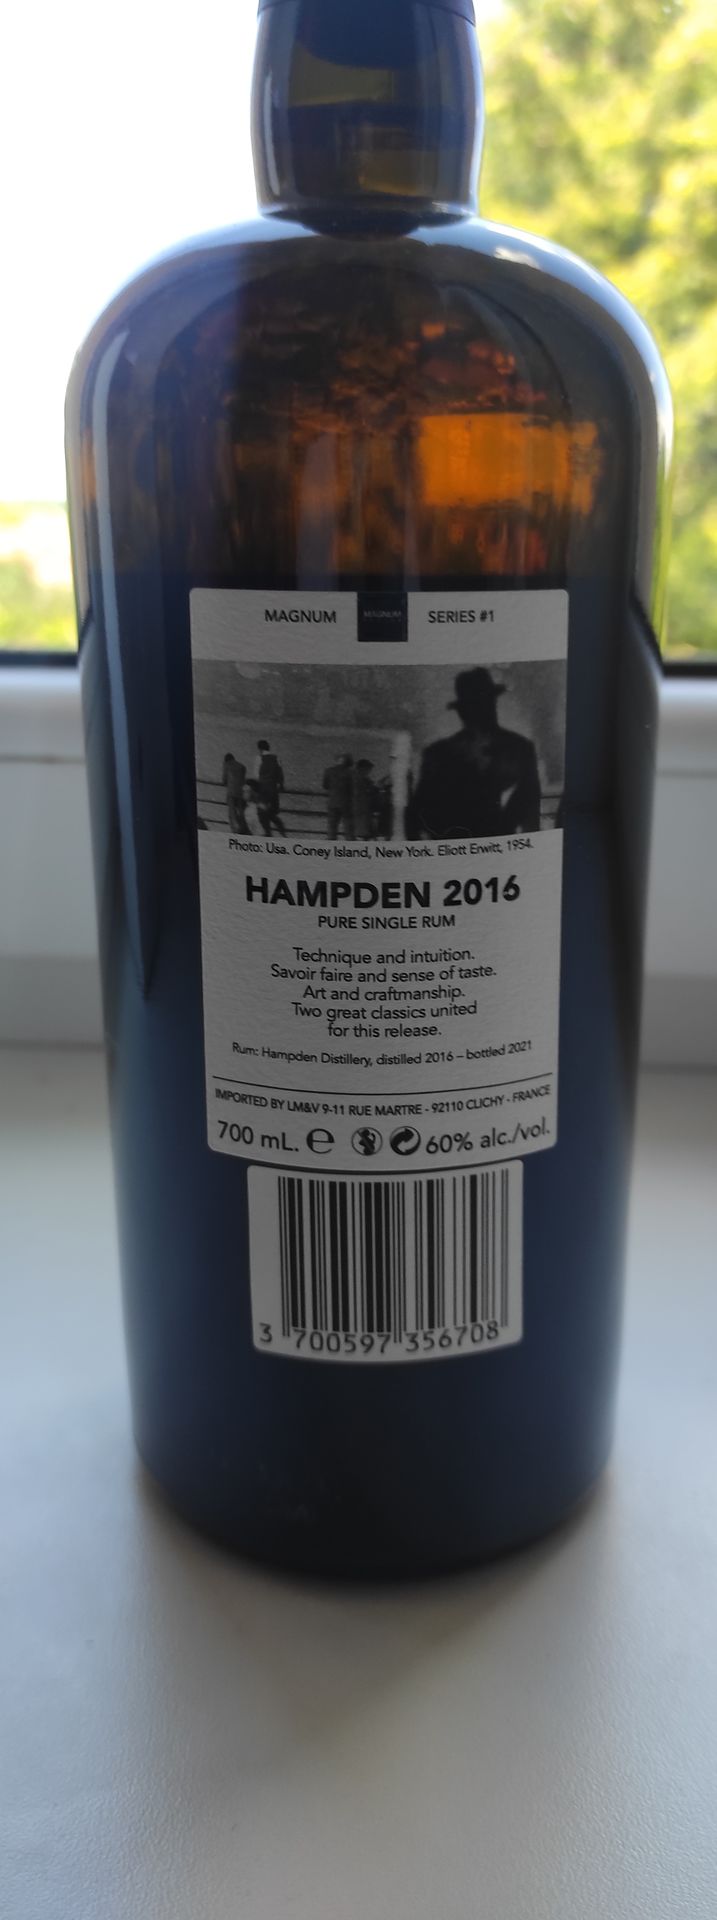 MAGNUM MAGNUM SERIES #1
Photo: Usa. Coney Island, New York. Eliott Erwitt, 1954.
HAMPDEN 2016
PURE SINGLE RUM
Technique and intuition.
Savoir faire and sense of taste.
Art and craftmanship.
Two great classics united
for this release.
Rum: Hampden Distillery, distilled 2016 – bottled 2021
IMPORTED BY LM&V 9-11 RUE MARTRE - 92110 CLICHY - FRANCE
700 mL. ℮ 60% alc./vol.
3 700597 356708